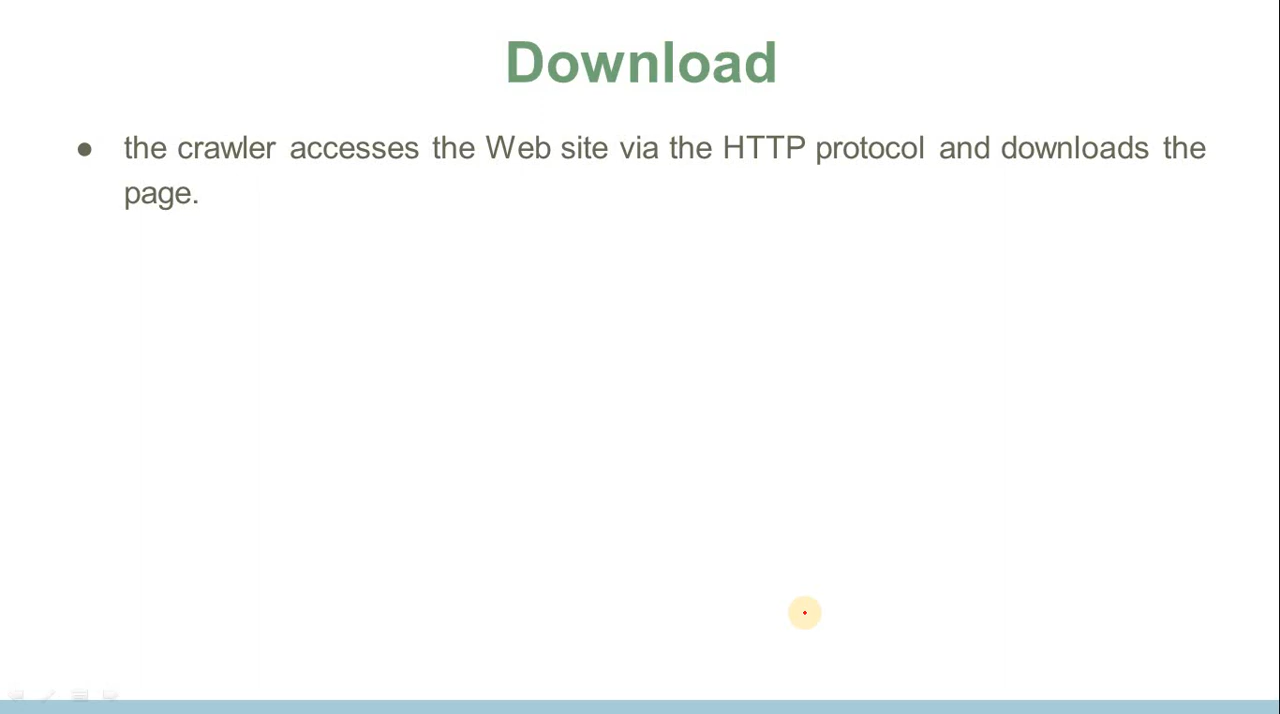 Download
● the crawler accesses the Web site via the HTTP protocol and downloads the
page.